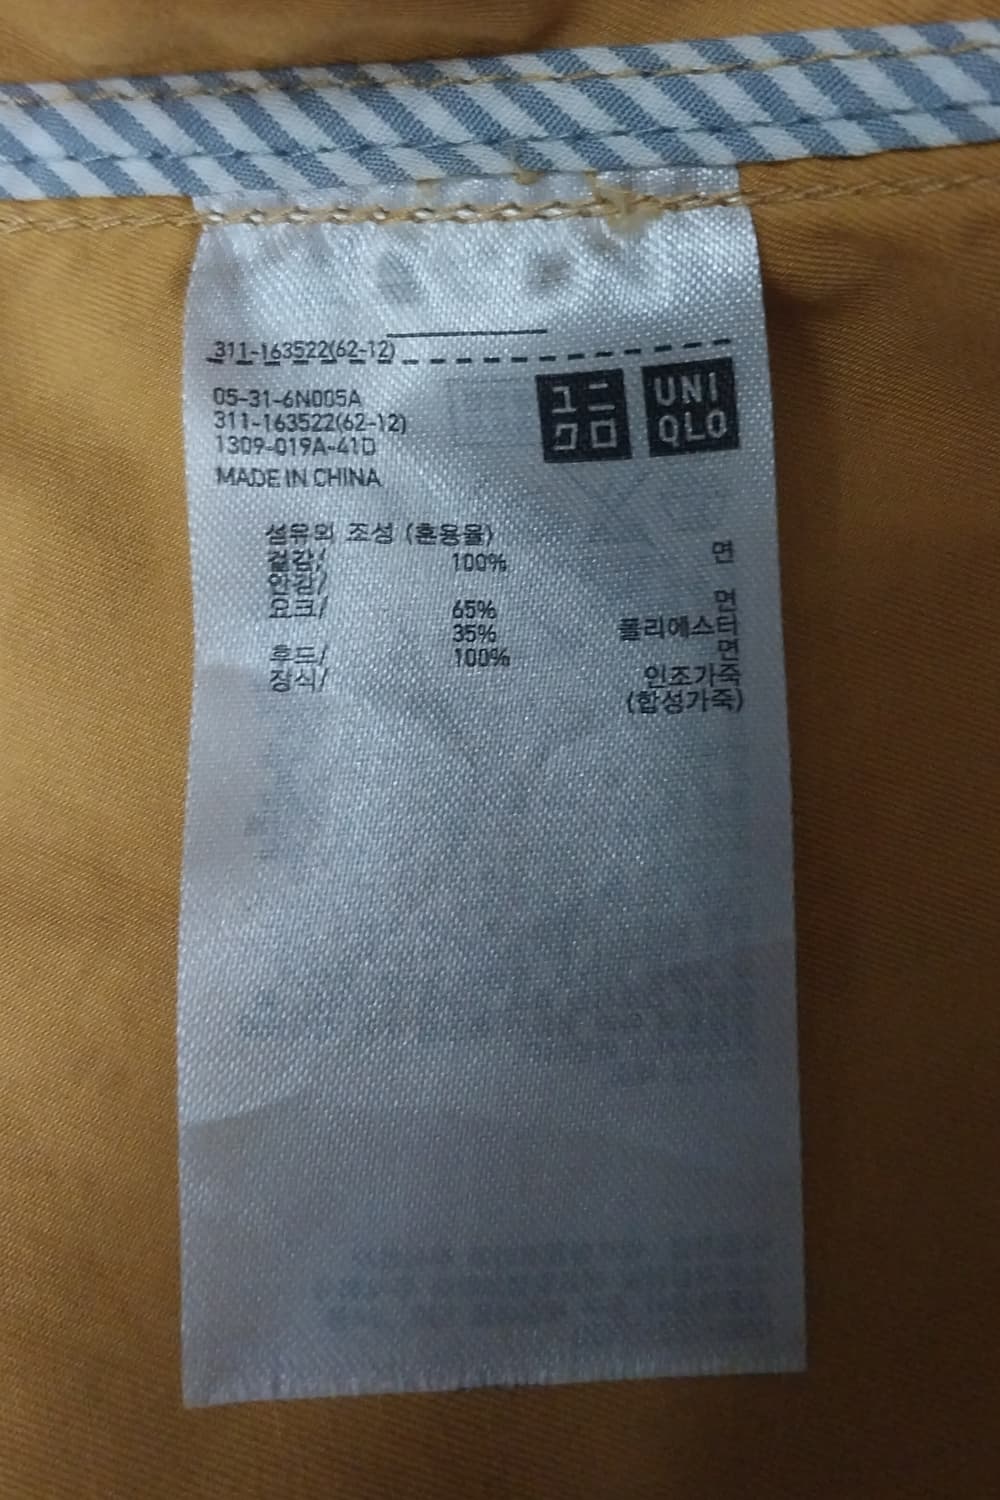 311-163522(62-12)
05-31-6N005A
311-163522(62-12)
1309-019A-41D
MADE IN CHINA
ユニ
クロ
UNI
QLO
섬유의 조성 (혼용율)
겉감/ 100% 면
안감/
요크/ 65% 면
35% 폴리에스터
후드/ 100% 면
장식/ 인조가죽
(합성가죽)